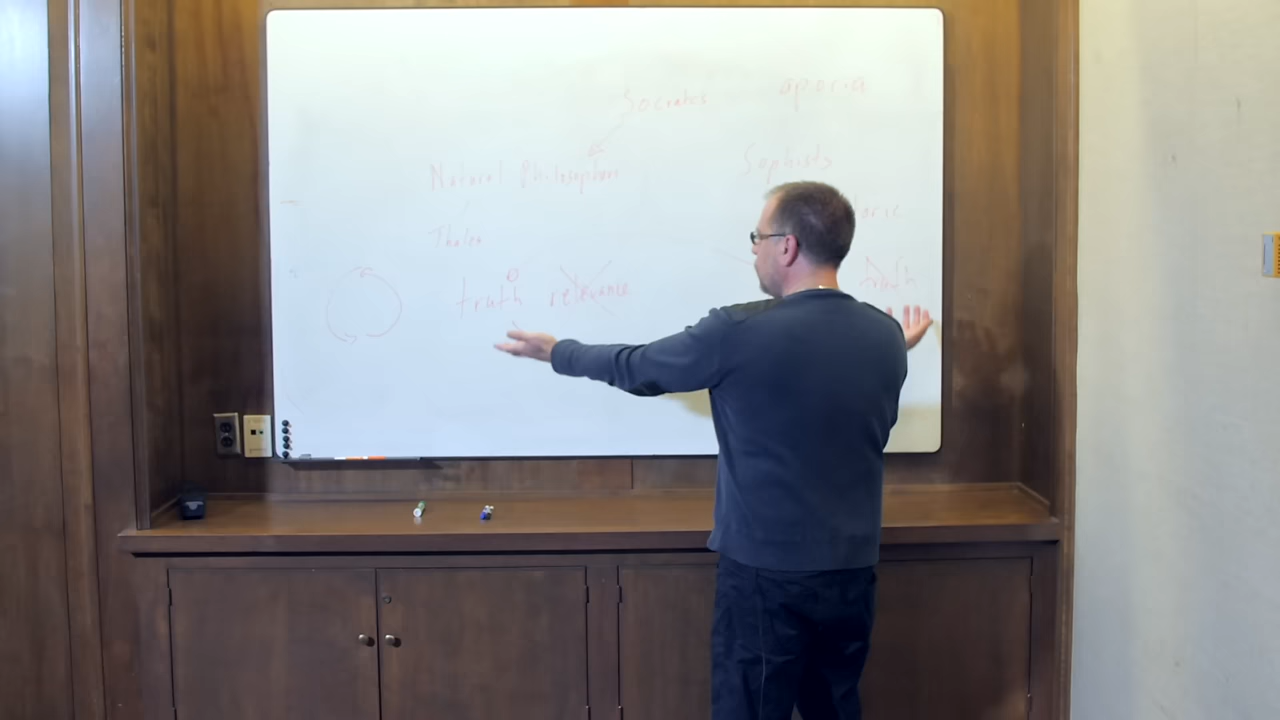 Socrates aporia
Natural Philosophers Sophists
Thales
truth relevance truth